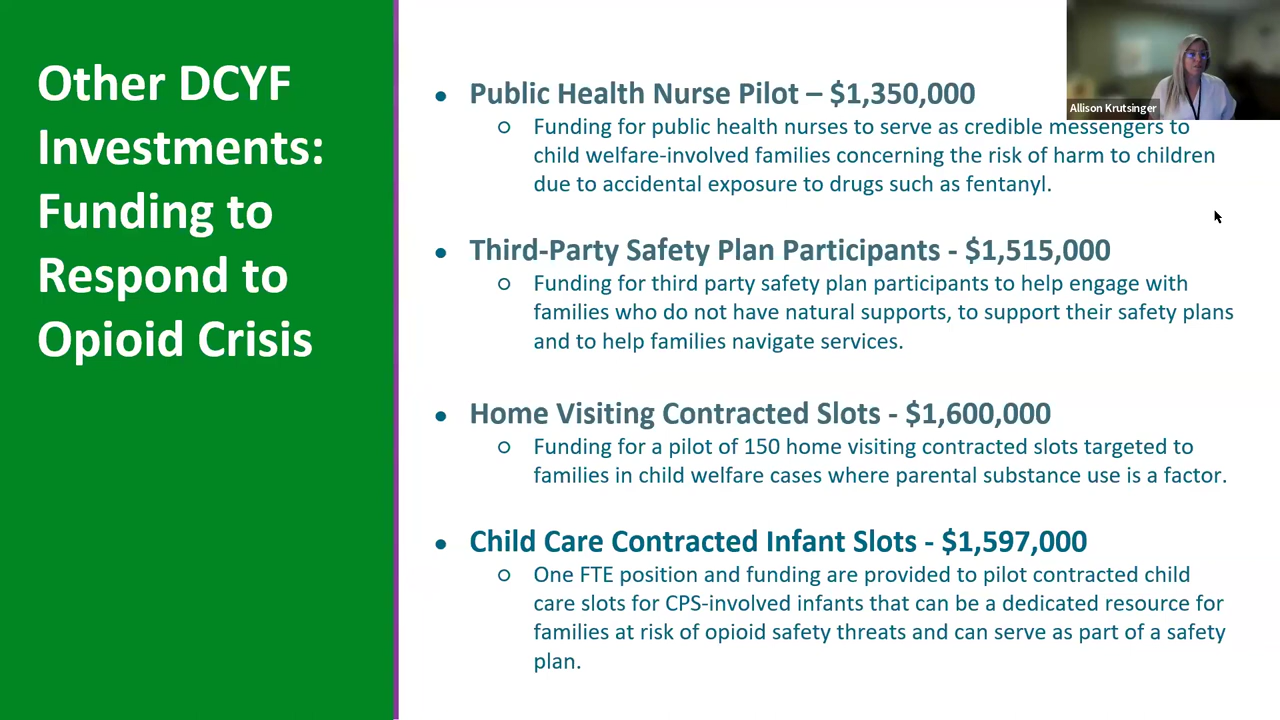 Other DCYF
Investments:
Funding to
Respond to
Opioid Crisis
● Public Health Nurse Pilot – $1,350,000
○ Funding for public health nurses to serve as credible messengers to
child welfare-involved families concerning the risk of harm to children
due to accidental exposure to drugs such as fentanyl.
● Third-Party Safety Plan Participants - $1,515,000
○ Funding for third party safety plan participants to help engage with
families who do not have natural supports, to support their safety plans
and to help families navigate services.
● Home Visiting Contracted Slots - $1,600,000
○ Funding for a pilot of 150 home visiting contracted slots targeted to
families in child welfare cases where parental substance use is a factor.
● Child Care Contracted Infant Slots - $1,597,000
○ One FTE position and funding are provided to pilot contracted child
care slots for CPS-involved infants that can be a dedicated resource for
families at risk of opioid safety threats and can serve as part of a safety
plan.
Allison Krutsinger